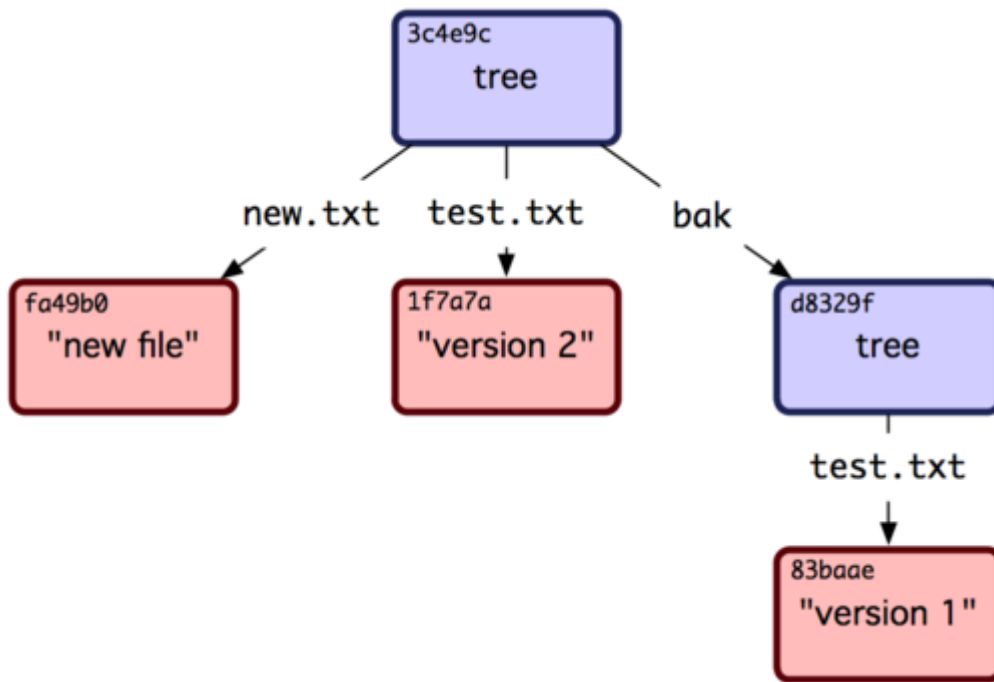 3c4e9c
tree
new.txt
test.txt
bak
fa49b0
"new file"
1f7a7a
"version 2"
d8329f
tree
test.txt
83baae
"version 1"